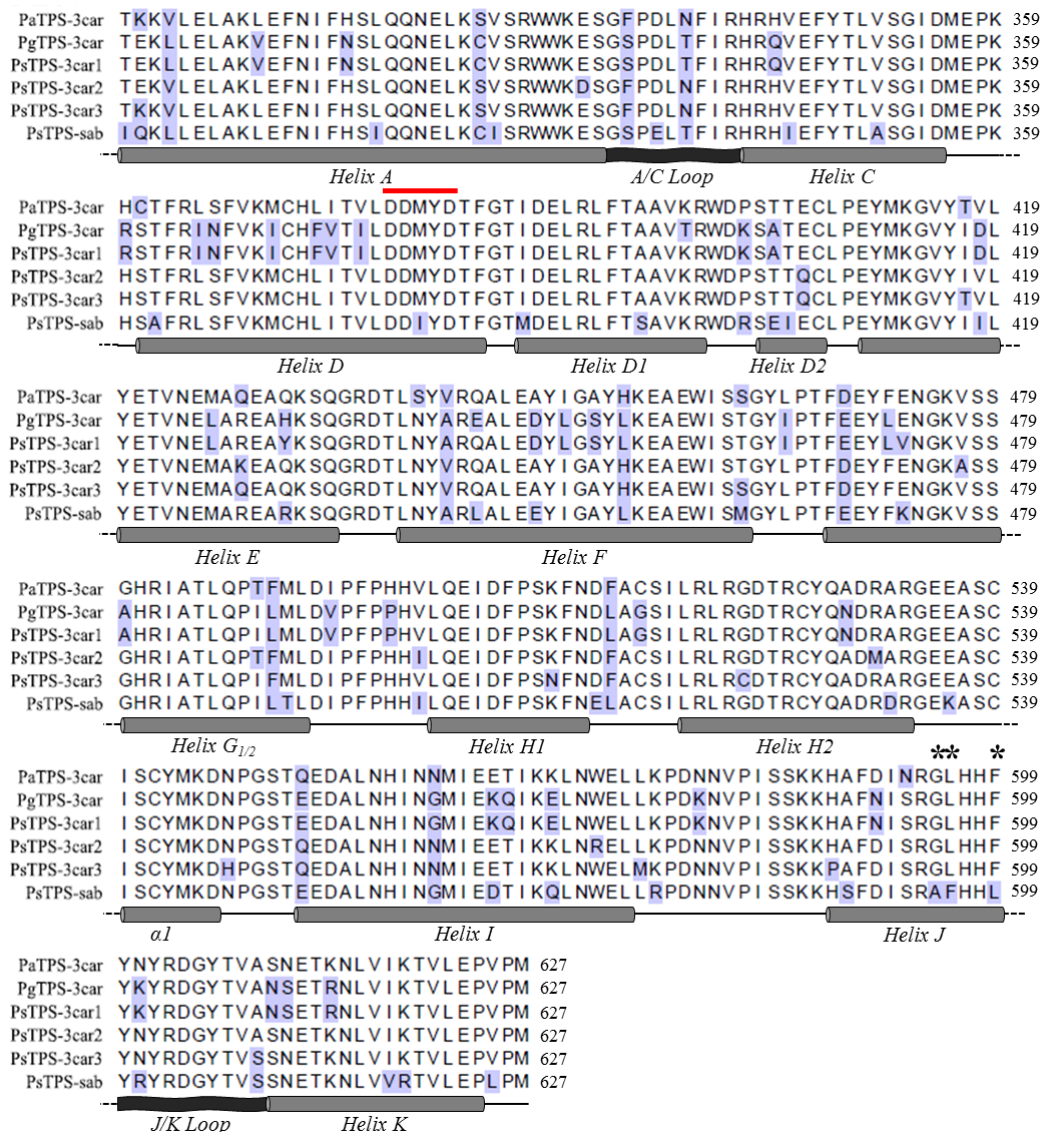 PaTPS-3car TKKVLELAKLEFNIFHSLQQNELKSVSRWWKESGFPDLNFIRHRHVEFYTLVSGIDMEPK 359
PgTPS-3car TEKLLELAKVEFNIFNSLQQNELKCVSRWWKESGSPDLTFIRHRQVEFYTLVSGIDMEPK 359
PsTPS-3car1 TEKLLELAKVEFNIFNSLQQNELKCVSRWWKESGSPDLTFIRHRQVEFYTLVSGIDMEPK 359
PsTPS-3car2 TEKVLELAKLEFNIFHSLQQNELKSVSRWWKDSGFPDLNFIRHRHVEFYTLVSGIDMEPK 359
PsTPS-3car3 TKKVLELAKLEFNIFHSLQQNELKSVSRWWKESGFPDLNFIRHRHVEFYTLVSGIDMEPK 359
PsTPS-sab IQKLLELAKLEFNIFHSIQQNELKCISRWWKESGSPELTFIRHRHIEFYTLASGIDMEPK 359
Helix A A/C Loop Helix C
PaTPS-3car HCTFRLSFVKMCHLITVLDDMYDTFGTIDELRLFTAAVKRWDPSTTECLPEYMKGVYTVL 419
PgTPS-3car RSTFRINFVKICHFVTILDDMYDTFGTIDELRLFTAAVTRWDKSATECLPEYMKGVYIDL 419
PsTPS-3car1 RSTFRINFVKICHFVTILDDMYDTFGTIDELRLFTAAVKRWDKSATECLPEYMKGVYIDL 419
PsTPS-3car2 HSTFRLSFVKMCHLITVLDDMYDTFGTIDELRLFTAAVKRWDPSTTQCLPEYMKGVYIVL 419
PsTPS-3car3 HSTFRLSFVKMCHLITVLDDMYDTFGTIDELRLFTAAVKRWDPSTTQCLPEYMKGVYTVL 419
PsTPS-sab HSAFRLSFVKMCHLITVLDDIYDTFGTMDELRLFTSAVKRWDRSEIECLPEYMKGVYIIL 419
Helix D Helix D1 Helix D2
PaTPS-3car YETVNEMAQEAQKSQGRDTLSYVRQALEAYIGAYHKEAEWISSGYLPTFDEYFENGKVSS 479
PgTPS-3car YETVNELAREAHKSQGRDTLNYAREALEDYLGSYLKEAEWISTGYIPTFEEYLENGKVSS 479
PsTPS-3car1 YETVNELAREAYKSQGRDTLNYARQALEDYLGSYLKEAEWISTGYIPTFEEYLVNGKVSS 479
PsTPS-3car2 YETVNEMAKEAQKSQGRDTLNYVRQALEAYIGAYHKEAEWISTGYLPTFDEYFENGKASS 479
PsTPS-3car3 YETVNEMAQEAQKSQGRDTLNYVRQALEAYIGAYHKEAEWISSGYLPTFDEYFENGKVSS 479
PsTPS-sab YETVNEMAREARKSQGRDTLNYARLALEEYIGAYLKEAEWISMGYLPTFEEYFKNGKVSS 479
Helix E Helix F
PaTPS-3car GHRIATLQPTFMLDIPFPHHVLQEIDFPSKFNDFACSILRLRGDTRCYQADRARGEEASC 539
PgTPS-3car AHRIATLQPILMLDVPFPPHVLQEIDFPSKFNDLAGSILRLRGDTRCYQNDRARGEEASC 539
PsTPS-3car1 AHRIATLQPILMLDVPFPPHVLQEIDFPSKFNDLAGSILRLRGDTRCYQNDRARGEEASC 539
PsTPS-3car2 GHRIATLQPTFMLDIPFPHHILQEIDFPSKFNDFACSILRLRGDTRCYQADMARGEEASC 539
PsTPS-3car3 GHRIATLQPIFMLDIPFPHHVLQEIDFPSNFNDFACSILRLRCDTRCYQADRARGEEASC 539
PsTPS-sab GHRIATLQPILTLDIPFPHHILQEIDFPSKFNELACSILRLRGDTRCYQADRDRGEKASC 539
Helix G1/2 Helix H1 Helix H2
** *
PaTPS-3car ISCYMKDNPGSTQEDALNHINNMIEETIKKLNWELLKPDNNVPISSKKHAFDINRGLHHF 599
PgTPS-3car ISCYMKDNPGSTEEDALNHINGMIEKQIKELNWELLKPDKNVPISSKKHAFNISRGLHHF 599
PsTPS-3car1 ISCYMKDNPGSTEEDALNHINGMIEKQIKELNWELLKPDKNVPISSKKHAFNISRGLHHF 599
PsTPS-3car2 ISCYMKDNPGSTQEDALNHINNMIEETIKKLNRELLKPDNNVPISSKKHAFDISRGLHHF 599
PsTPS-3car3 ISCYMKDHPGSTQEDALNHINNMIEETIKKLNWELMKPDNNVPISSKKPAFDISRGLHHF 599
PsTPS-sab ISCYMKDNPGSTEEDALNHINGMIEDTIKQLNWELLRPDNNVPISSKKHSFDISRAFHHL 599
α1 Helix I Helix J
PaTPS-3car YNYRDGYTVASNETKNLVIKTVLEPVPM 627
PgTPS-3car YKYRDGYTVANSETRNLVIKTVLEPVPM 627
PsTPS-3car1 YKYRDGYTVANSETRNLVIKTVLEPVPM 627
PsTPS-3car2 YNYRDGYTVASNETKNLVIKTVLEPVPM 627
PsTPS-3car3 YNYRDGYTVSSNETKNLVIKTVLEPVPM 627
PsTPS-sab YRYRDGYTVSSNETKNLVVRTVLEPLPM 627
J/K Loop Helix K